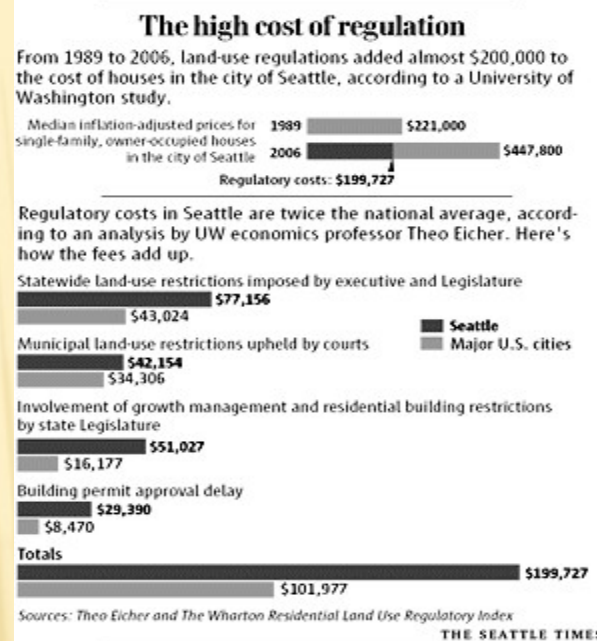 The high cost of regulation
From 1989 to 2006, land-use regulations added almost $200,000 to
the cost of houses in the city of Seattle, according to a University of
Washington study.
Median inflation-adjusted prices for
single-family, owner-occupied houses
in the city of Seattle
1989 $221,000
2006 $447,800
Regulatory costs: $199,727
Regulatory costs in Seattle are twice the national average, accord-
ing to an analysis by UW economics professor Theo Eicher. Here's
how the fees add up.
Statewide land-use restrictions imposed by executive and Legislature
$77,156
$43,024
Seattle
Major U.S. cities
Municipal land-use restrictions upheld by courts
$42,154
$34,306
Involvement of growth management and residential building restrictions
by state Legislature
$51,027
$16,177
Building permit approval delay
$29,390
$8,470
Totals
$199,727
$101,977
Sources: Theo Eicher and The Wharton Residential Land Use Regulatory Index
THE SEATTLE TIMES